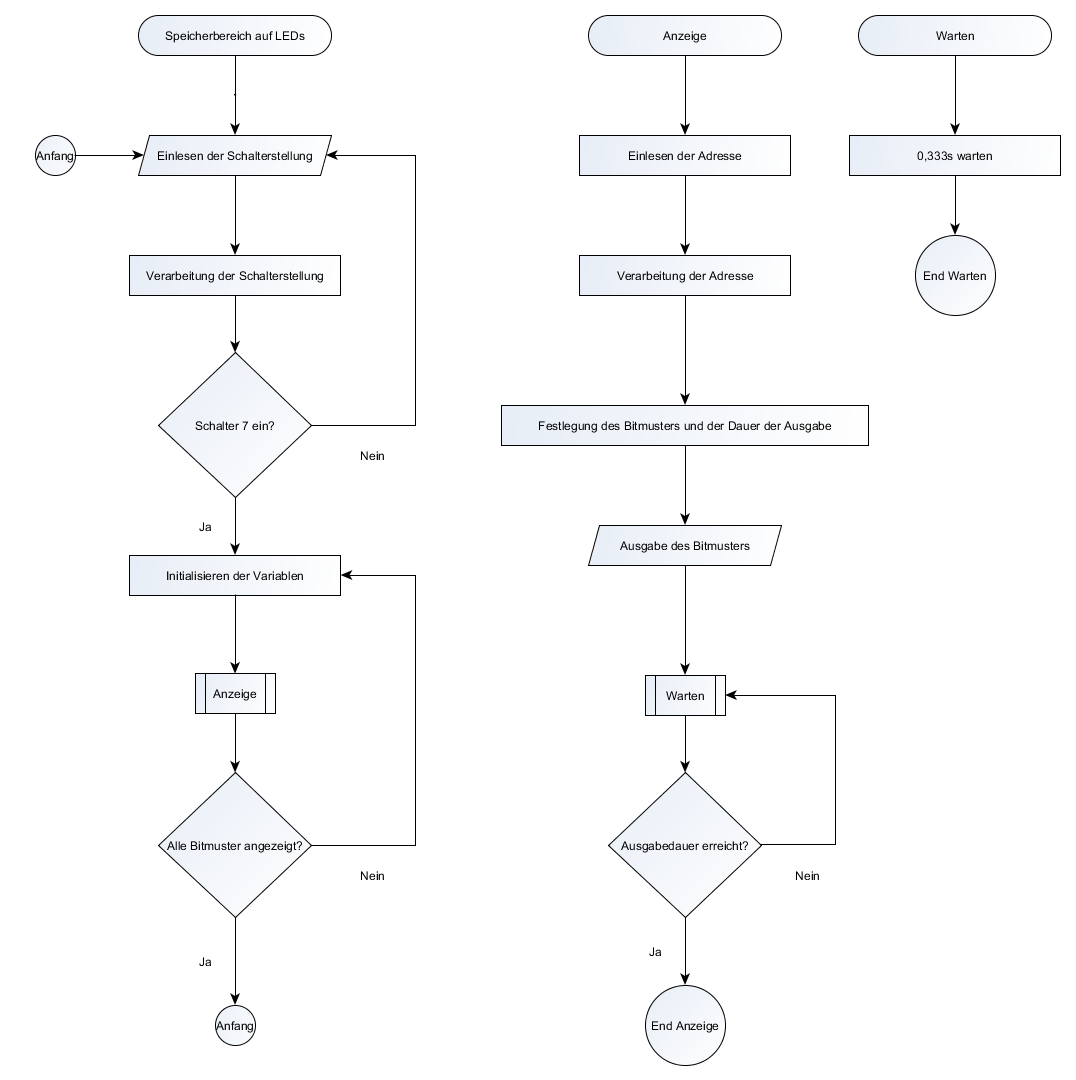 Speicherbereich auf LEDs
Anfang
Einlesen der Schalterstellung
Verarbeitung der Schalterstellung
Schalter 7 ein?
Nein
Ja
Initialisieren der Variablen
Anzeige
Alle Bitmuster angezeigt?
Nein
Ja
Anfang
Anzeige
Einlesen der Adresse
Verarbeitung der Adresse
Festlegung des Bitmusters und der Dauer der Ausgabe
Ausgabe des Bitmusters
Warten
Ausgabedauer erreicht?
Nein
Ja
End Anzeige
Warten
0,333s warten
End Warten